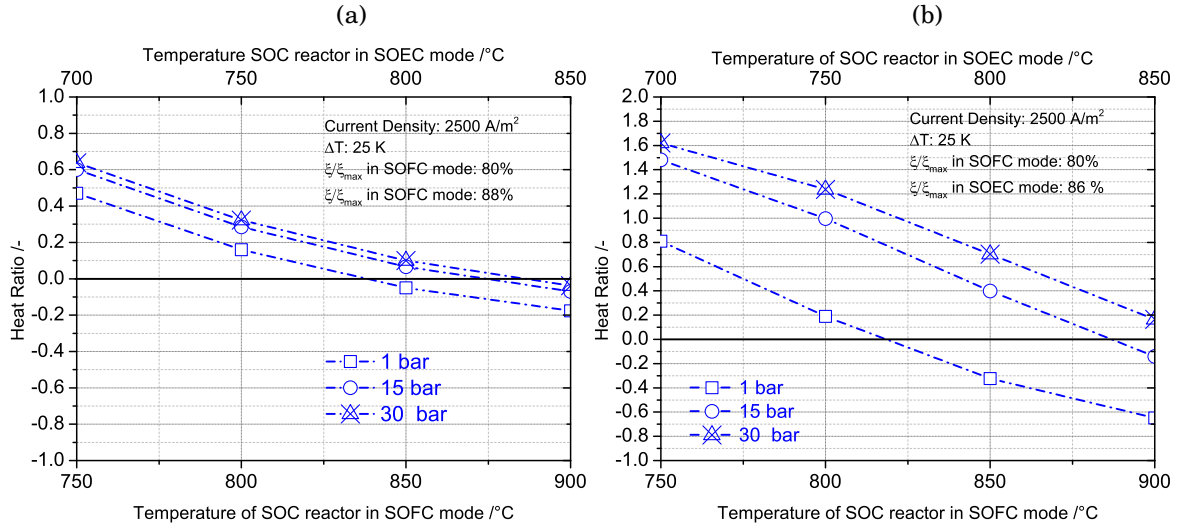 (a)
Temperature SOC reactor in SOEC mode /°C
700 750 800 850
1.0
0.8
0.6
0.4
0.2
0.0
-0.2
-0.4
-0.6
-0.8
-1.0
Heat Ratio /-
Current Density: 2500 A/m²
ΔT: 25 K
ξ/ξmax in SOFC mode: 80%
ξ/ξmax in SOFC mode: 88%
1 bar
15 bar
30 bar
750 800 850 900
Temperature of SOC reactor in SOFC mode /°C
(b)
Temperature of SOC reactor in SOEC mode /°C
700 750 800 850
2.0
1.8
1.6
1.4
1.2
1.0
0.8
0.6
0.4
0.2
0.0
-0.2
-0.4
-0.6
-0.8
-1.0
Heat Ratio /-
Current Density: 2500 A/m²
ΔT: 25 K
ξ/ξmax in SOFC mode: 80%
ξ/ξmax in SOEC mode: 86 %
1 bar
15 bar
30 bar
750 800 850 900
Temperature of SOC reactor in SOFC mode /°C